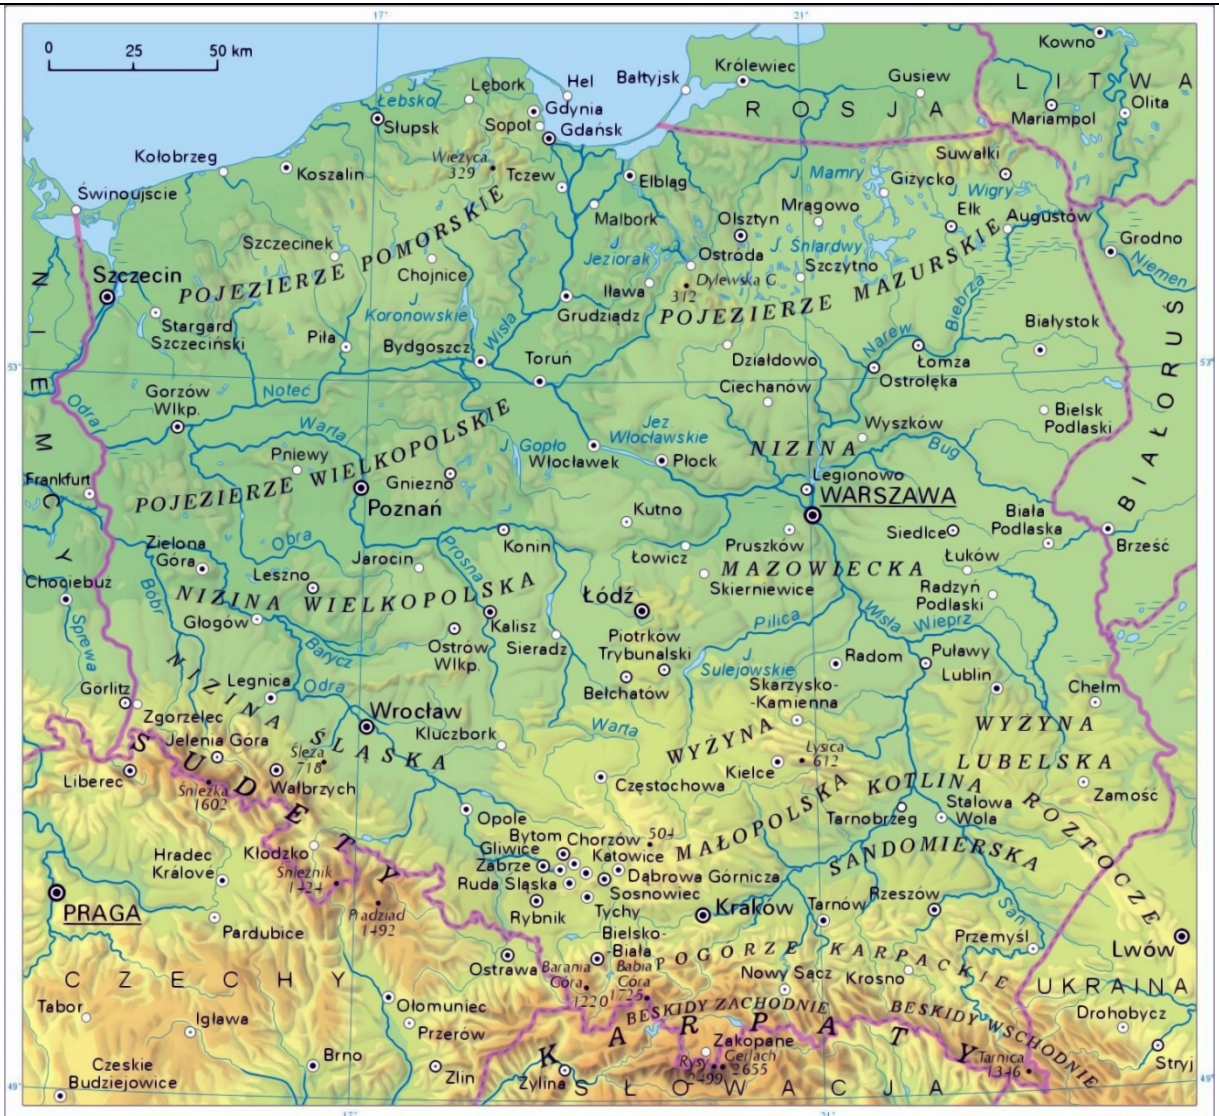 17°
21°
0 25 50 km
Kowno
L I T W A
Hel
Bałtyjsk
Królewiec
Gusiew
Lębork
J.
Łebsko
Gdynia
R O S J A
Mariampol
Olita
Słupsk
Sopot
Gdańsk
Suwałki
Kołobrzeg
Koszalin
Wieżyca
329
Tczew
Elbląg
J. Mamry
Giżycko
J. Wigry
Świnoujście
Malbork
Mrągowo
Ełk
Augustów
Olsztyn
Szczecinek
POJEZIERZE POMORSKIE
Chojnice
J.
Jeziorak
Ostróda
J. Śniardwy
Szczytno
Grodno
Niemen
Szczecin
Iława
Dylewska G.
312
POJEZIERZE MAZURSKIE
Biebrza
Stargard
Szczeciński
J.
Koronowskie
Grudziądz
Piła
Bydgoszcz
Wisła
Toruń
Działdowo
Narew
Łomża
Białystok
53°
53°
N I E M C Y
B I A Ł O R U Ś
Ciechanów
Ostrołęka
Gorzów
Wlkp.
Noteć
Odra
Warta
POJEZIERZE WIELKOPOLSKIE
Jez.
Włocławskie
J. Gopło
Włocławek
Płock
NIZINA
Wyszków
Bug
Bielsk
Podlaski
Pniewy
Gniezno
Legionowo
Frankfurt
Poznań
WARSZAWA
Kutno
Biała
Podlaska
Konin
Pruszków
Siedlce
Brześć
Zielona
Góra
Obra
Jarocin
Prosna
Łowicz
Łuków
MAZOWIECKA
Chociebuż
Bóbr
Leszno
NIZINA WIELKOPOLSKA
Skierniewice
Radzyń
Podlaski
Łódź
Głogów
Kalisz
Pilica
Wisła
Wieprz
Sprewa
Barycz
Ostrów
Wlkp.
Sieradz
Piotrków
Trybunalski
J.
Sulejowskie
Radom
Puławy
Lublin
Legnica
Odra
Bełchatów
Skarżysko-
-Kamienna
Chełm
Görlitz
Zgorzelec
NIZINA ŚLĄSKA
Wrocław
Warta
Jelenia Góra
Kluczbork
WYŻYNA
Łysica
612
WYŻYNA
Ślęża
718
LUBELSKA
Liberec
SUDETY
Wałbrzych
Śnieżka
1602
Częstochowa
Kielce
MAŁOPOLSKA
KOTLINA
Zamość
Opole
Tarnobrzeg
Stalowa
Wola
ROZTOCZE
Bytom
Chorzów
504
SANDOMIERSKA
Gliwice
Katowice
Kłodzko
Hradec
Králové
Śnieżnik
1424
Zabrze
Dąbrowa Górnicza
Ruda Śląska
Sosnowiec
PRAGA
Pradziad
1492
Rybnik
Tychy
Kraków
Tarnów
Rzeszów
San
Pardubice
Bielsko-
-Biała
Przemyśl
Lwów
POGÓRZE KARPACKIE
Ostrawa
Barania
Góra
1220
Babia
Góra
1725
Nowy Sącz
Krosno
C Z E C H Y
UKRAINA
Tabor
Ołomuniec
BESKIDY ZACHODNIE
BESKIDY WSCHODNIE
Drohobycz
Igława
Przerów
KARPATY
Zakopane
Rysy
2499
Gerlach
2655
Tarnica
1346
Stryj
Czeskie
Budziejowice
Brno
Zlin
Żylina
S Ł O W A C J A
49°
49°
17°
21°